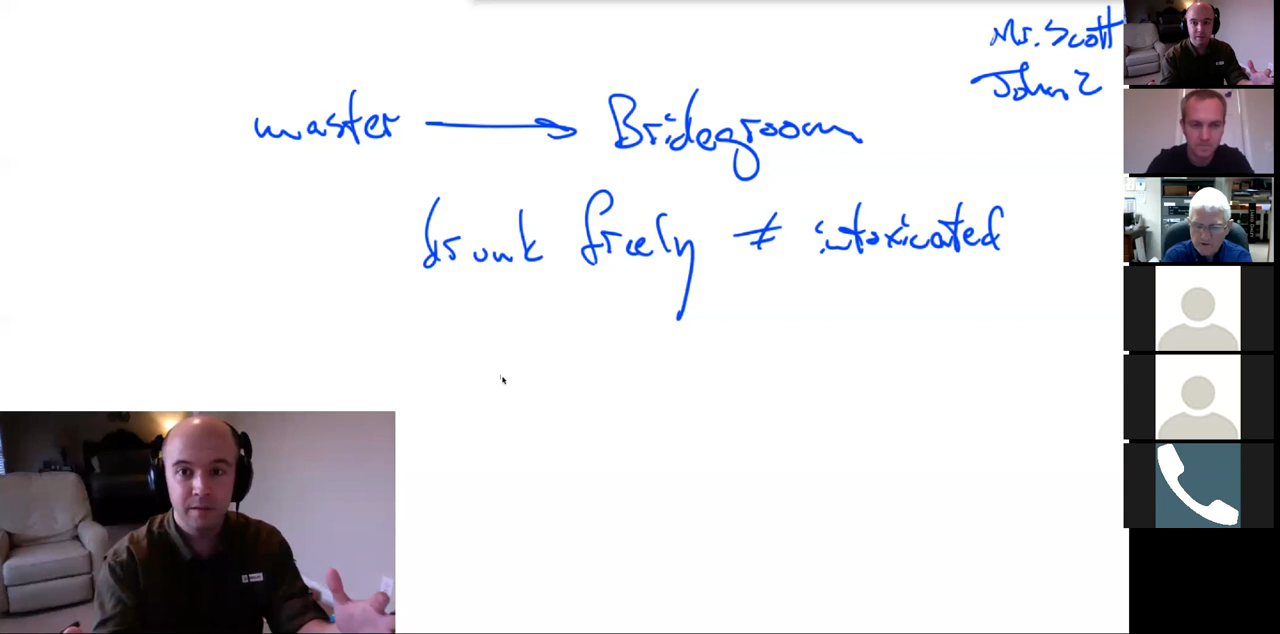 Mr. Scott
John 2
master → Bridegroom
drunk freely ≠ intoxicated